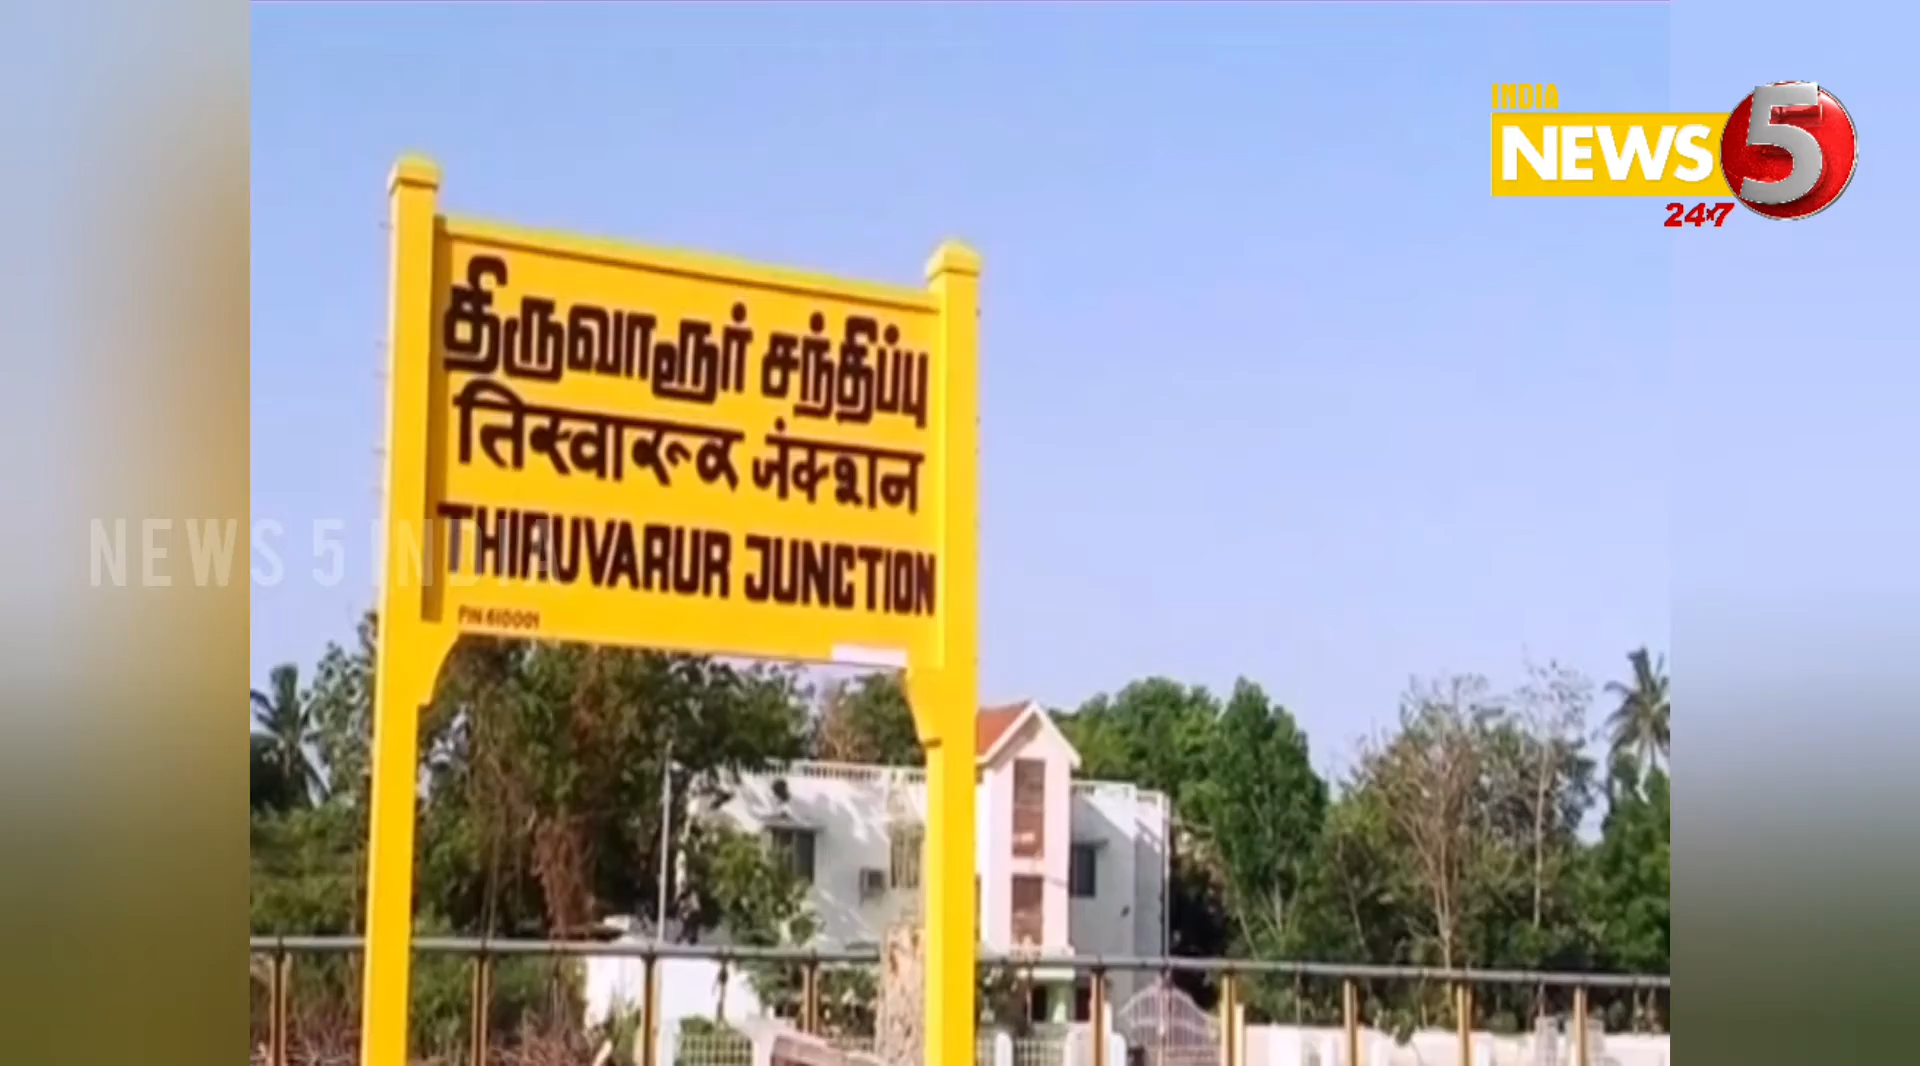 INDIA
NEWS 5
24x7
திருவாரூர் சந்திப்பு
तिरुवारूर जंक्शन
THIRUVARUR JUNCTION
PIN 610001
NEWS 5 INDIA